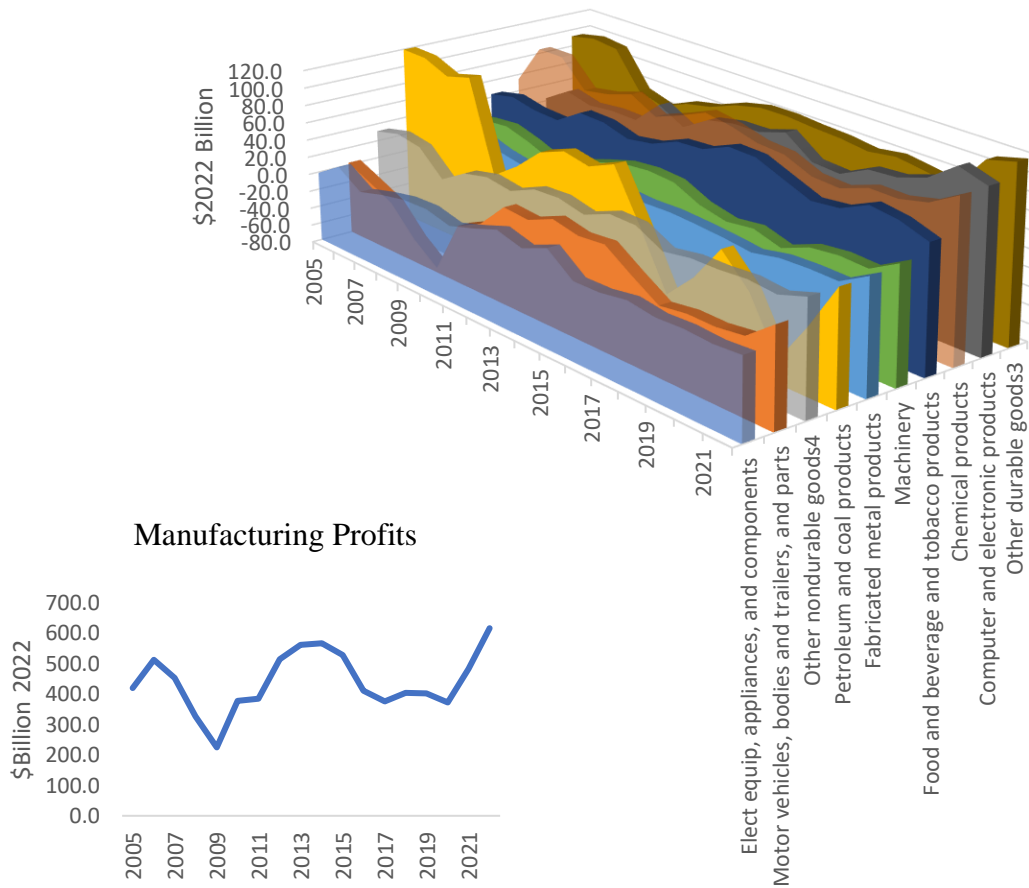 $2022 Billion
120.0
100.0
80.0
60.0
40.0
20.0
0.0
-20.0
-40.0
-60.0
-80.0
2005
2007
2009
2011
2013
2015
2017
2019
2021
Elect equip, appliances, and components
Motor vehicles, bodies and trailers, and parts
Other nondurable goods4
Petroleum and coal products
Fabricated metal products
Machinery
Food and beverage and tobacco products
Chemical products
Computer and electronic products
Other durable goods3
Manufacturing Profits
$Billion 2022
700.0
600.0
500.0
400.0
300.0
200.0
100.0
0.0
2005
2007
2009
2011
2013
2015
2017
2019
2021